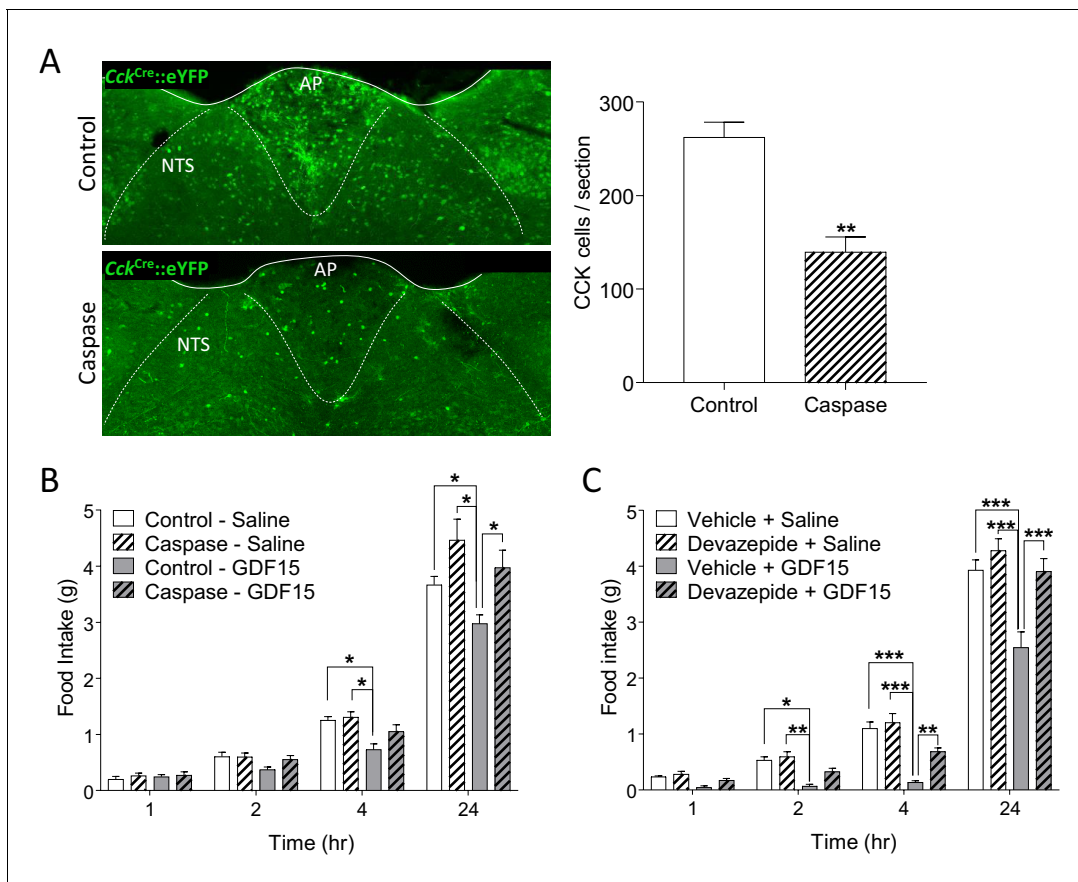 A
CckCre::eYFP
AP
NTS
Control
CckCre::eYFP
AP
NTS
Caspase
300
200
100
0
CCK cells / section
**
Control
Caspase
B
Control - Saline
Caspase - Saline
Control - GDF15
Caspase - GDF15
5
4
3
2
1
0
Food Intake (g)
*
*
*
*
*
1
2
4
24
Time (hr)
C
Vehicle + Saline
Devazepide + Saline
Vehicle + GDF15
Devazepide + GDF15
5
4
3
2
1
0
Food intake (g)
*
**
***
***
**
***
***
***
1
2
4
24
Time (hr)